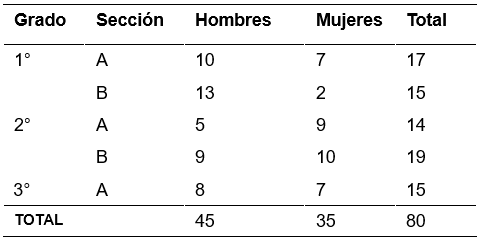 Grado Sección Hombres Mujeres Total
1° A 10 7 17
B 13 2 15
2° A 5 9 14
B 9 10 19
3° A 8 7 15
TOTAL 45 35 80